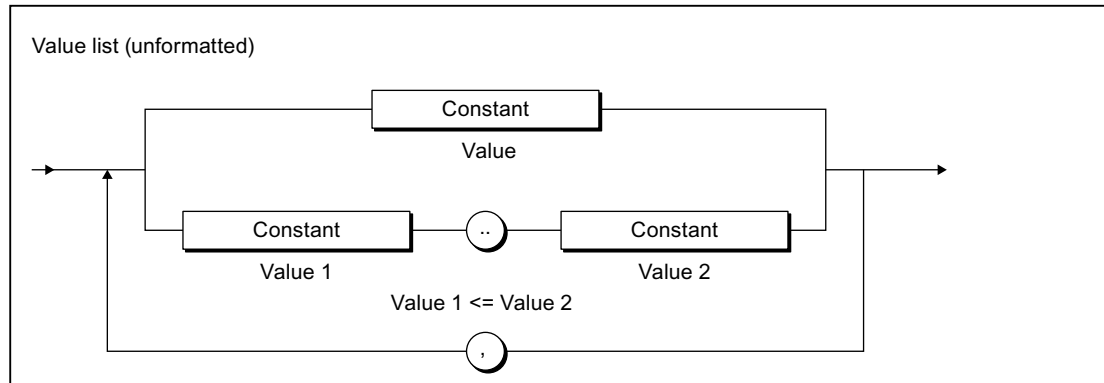 Value list (unformatted)
Constant
Value
Constant .. Constant
Value 1 Value 2
Value 1 <= Value 2
,